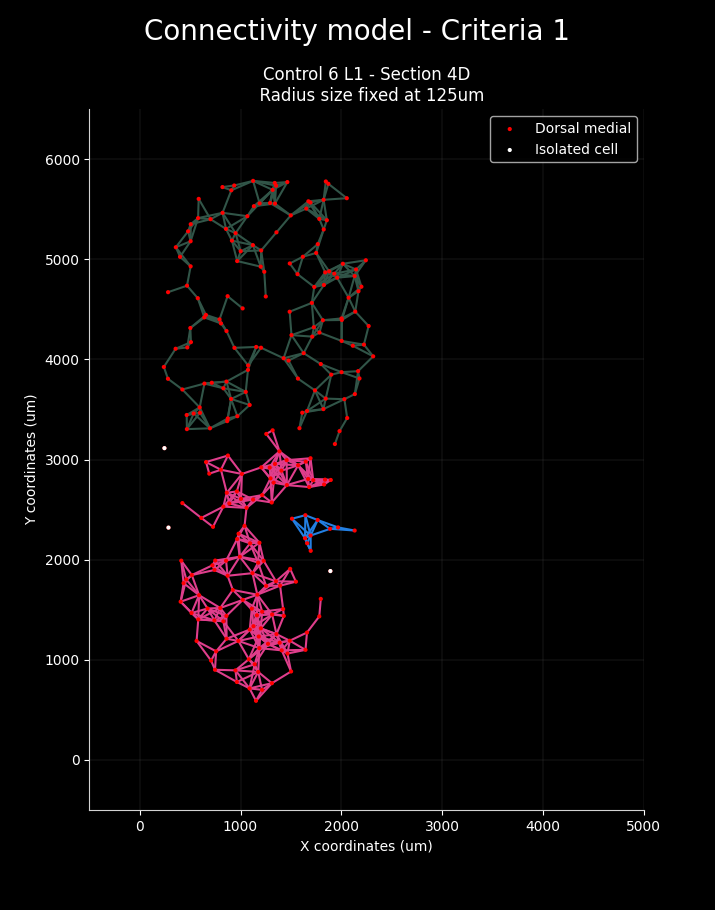 Connectivity model - Criteria 1
Control 6 L1 - Section 4D
Radius size fixed at 125um
Dorsal medial
Isolated cell
6000
5000
4000
3000
2000
1000
0
Y coordinates (um)
0 1000 2000 3000 4000 5000
X coordinates (um)